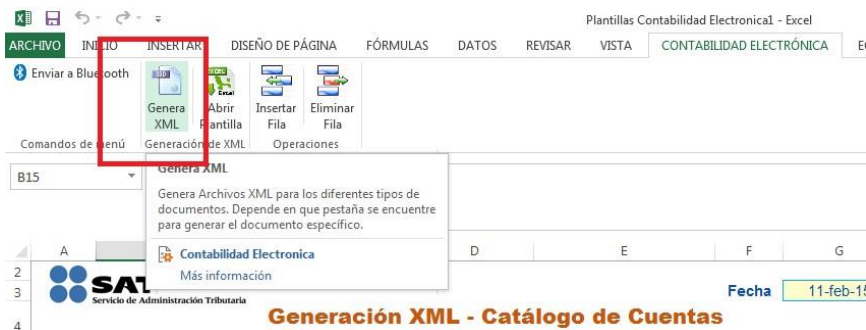 Plantillas Contabilidad Electronica1 - Excel
ARCHIVO INICIO INSERTAR DISEÑO DE PÁGINA FÓRMULAS DATOS REVISAR VISTA CONTABILIDAD ELECTRÓNICA
Enviar a Bluetooth
Genera XML
Abrir Plantilla
Insertar Fila
Eliminar Fila
Comandos de menú Generación de XML Operaciones
B15
Genera XML
Genera Archivos XML para los diferentes tipos de
documentos. Depende en que pestaña se encuentre
para generar el documento específico.
Contabilidad Electronica
Más información
A D E F G
2
3
4
SAT
Servicio de Administración Tributaria
Fecha 11-feb-15
Generación XML - Catálogo de Cuentas